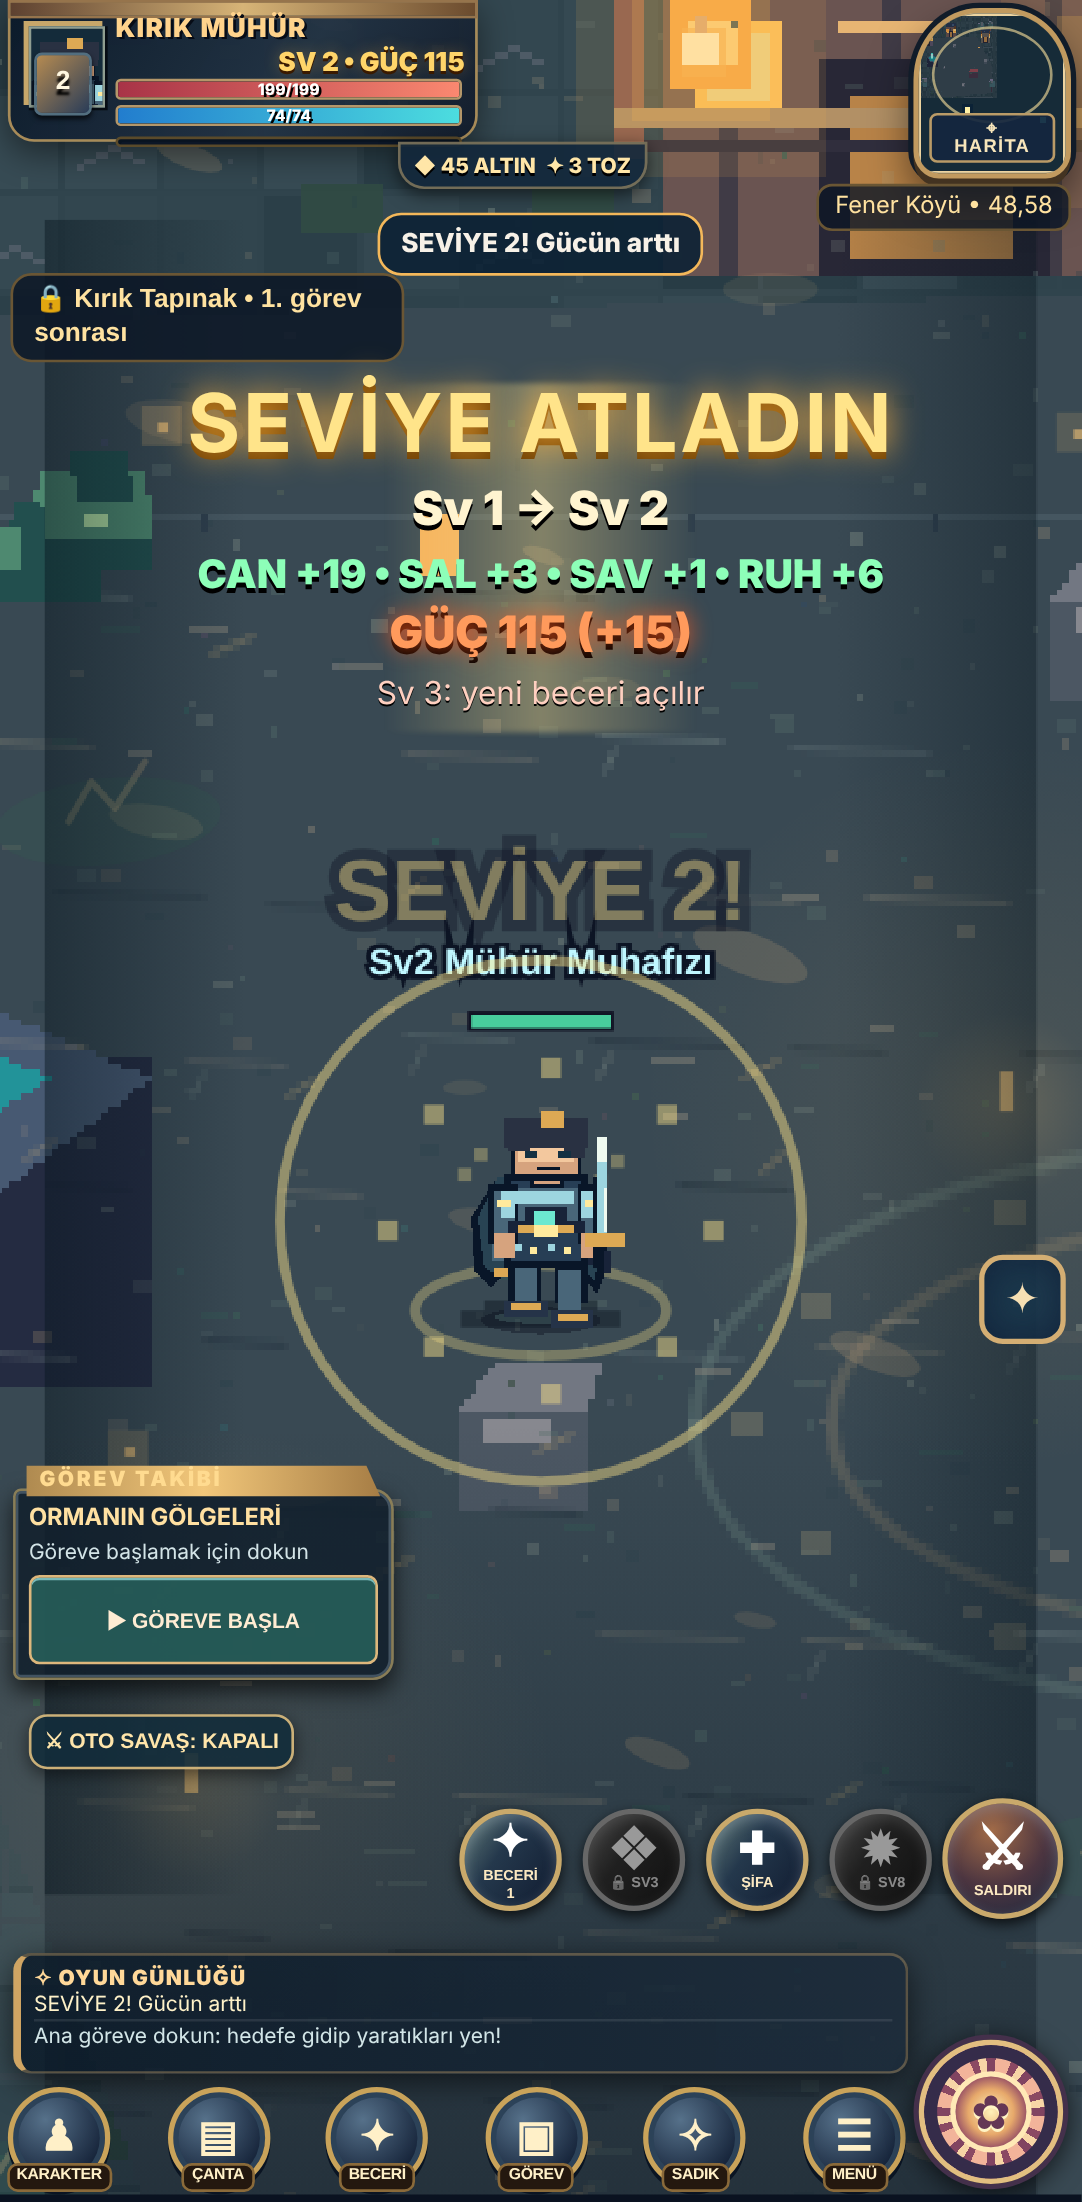 KIRIK MÜHÜR
SV 2 • GÜÇ 115
2
199/199
74/74
◆ 45 ALTIN ✦ 3 TOZ
HARİTA
Fener Köyü • 48,58
SEVİYE 2! Gücün arttı
🔒 Kırık Tapınak • 1. görev
sonrası
SEVİYE ATLADIN
Sv 1 → Sv 2
CAN +19 • SAL +3 • SAV +1 • RUH +6
GÜÇ 115 (+15)
Sv 3: yeni beceri açılır
SEVİYE 2!
Sv2 Mühür Muhafızı
GÖREV TAKİBİ
ORMANIN GÖLGELERİ
Göreve başlamak için dokun
▶ GÖREVE BAŞLA
⚔ OTO SAVAŞ: KAPALI
BECERİ
1
🔒 SV3
ŞİFA
🔒 SV8
SALDIRI
✧ OYUN GÜNLÜĞÜ
SEVİYE 2! Gücün arttı
Ana göreve dokun: hedefe gidip yaratıkları yen!
KARAKTER
ÇANTA
BECERİ
GÖREV
SADIK
MENÜ